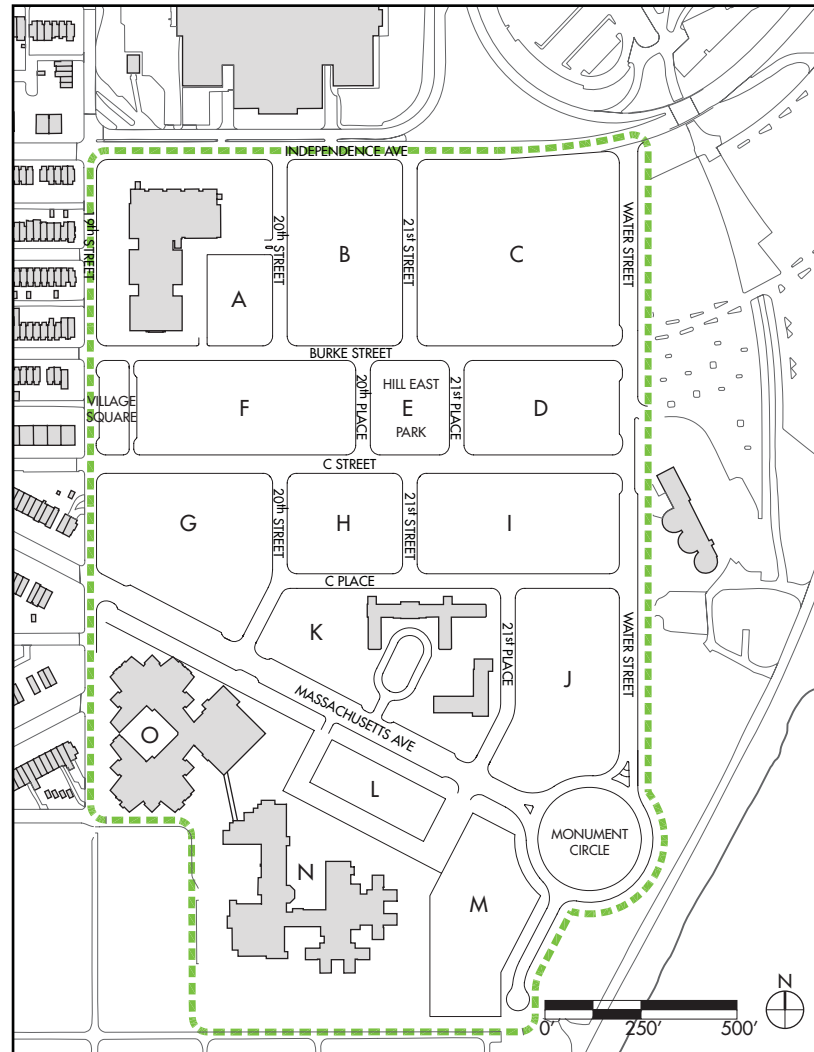 INDEPENDENCE AVE
19th STREET
20th STREET
21st STREET
WATER STREET
B
C
A
BURKE STREET
VILLAGE
SQUARE
F
20th PLACE
HILL EAST
E
PARK
21st PLACE
D
C STREET
G
20th STREET
H
21st STREET
I
C PLACE
K
21st PLACE
J
WATER STREET
MASSACHUSETTS AVE
O
L
MONUMENT
CIRCLE
N
M
N
0' 250' 500'